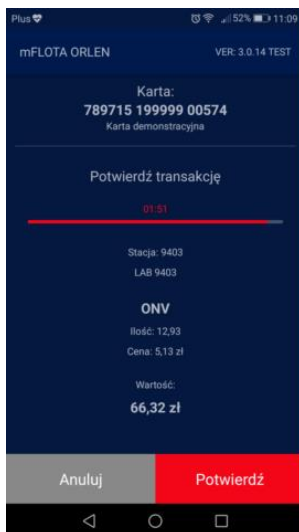 Plus 52% 11:09
mFLOTA ORLEN VER: 3.0.14 TEST
Karta:
789715 199999 00574
Karta demonstracyjna
Potwierdź transakcję
01:51
Stacja: 9403
LAB 9403
ONV
Ilość: 12,93
Cena: 5,13 zł
Wartość:
66,32 zł
Anuluj Potwierdź